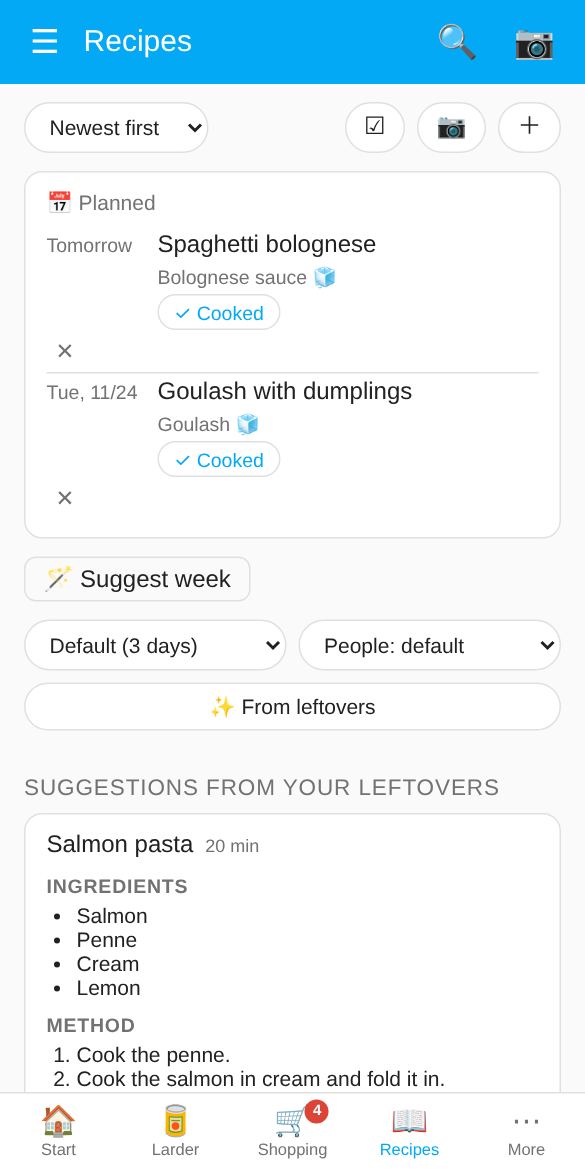 ☰ Recipes 🔍 📷
Newest first ☑ 📷 +
📅 Planned
Tomorrow Spaghetti bolognese
Bolognese sauce 🧊
✓ Cooked
✕
Tue, 11/24 Goulash with dumplings
Goulash 🧊
✓ Cooked
✕
🪄 Suggest week
Default (3 days) People: default
✨ From leftovers
SUGGESTIONS FROM YOUR LEFTOVERS
Salmon pasta 20 min
INGREDIENTS
• Salmon
• Penne
• Cream
• Lemon
METHOD
1. Cook the penne.
2. Cook the salmon in cream and fold it in.
🏠 🥫 🛒 4 📖 ⋯
Start Larder Shopping Recipes More